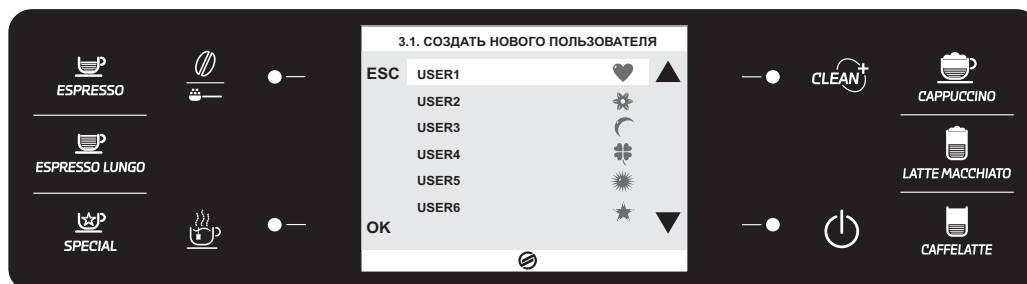 ESPRESSO
ESPRESSO LUNGO
SPECIAL
3.1. СОЗДАТЬ НОВОГО ПОЛЬЗОВАТЕЛЯ
ESC
USER1
USER2
USER3
USER4
USER5
USER6
OK
CLEAN+
CAPPUCCINO
LATTE MACCHIATO
CAFFELATTE